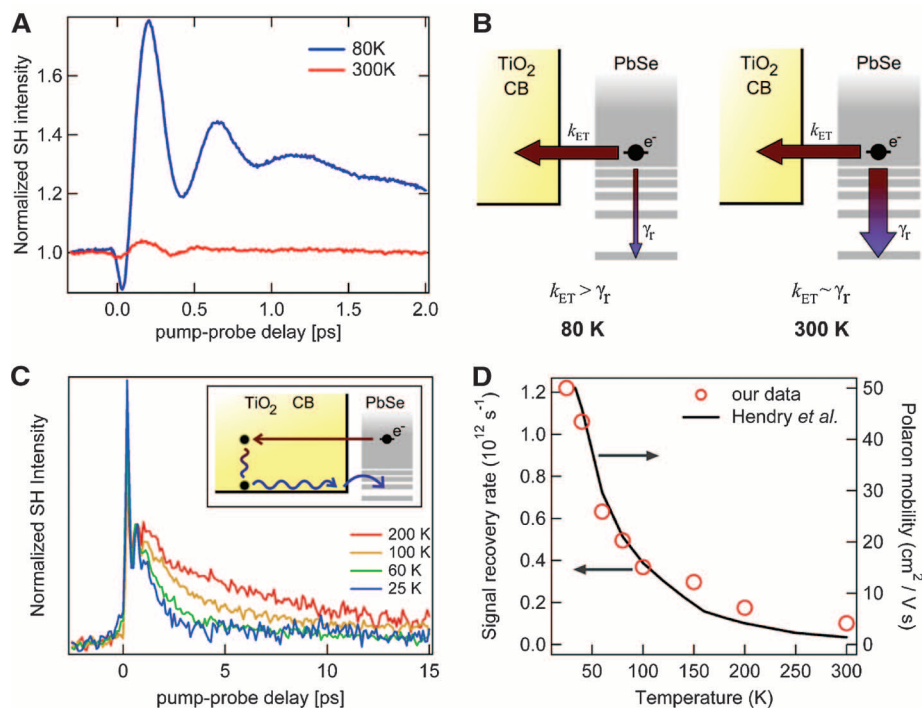 A
Normalized SH intensity
1.6
1.4
1.2
1.0
80K
300K
0.0 0.5 1.0 1.5 2.0
pump-probe delay [ps]
B
TiO2 PbSe TiO2 PbSe
CB CB
kET e- kET e-
γr γr
kET > γr kET ~ γr
80 K 300 K
C
Normalized SH Intensity
TiO2 CB PbSe
e-
200 K
100 K
60 K
25 K
0 5 10 15
pump-probe delay [ps]
D
Signal recovery rate (10^12 s^-1)
1.2
1.0
0.8
0.6
0.4
0.2
0.0
our data
Hendry et al.
50
40
30
20
10
0
Polaron mobility (cm^2 / V s)
50 100 150 200 250 300
Temperature (K)